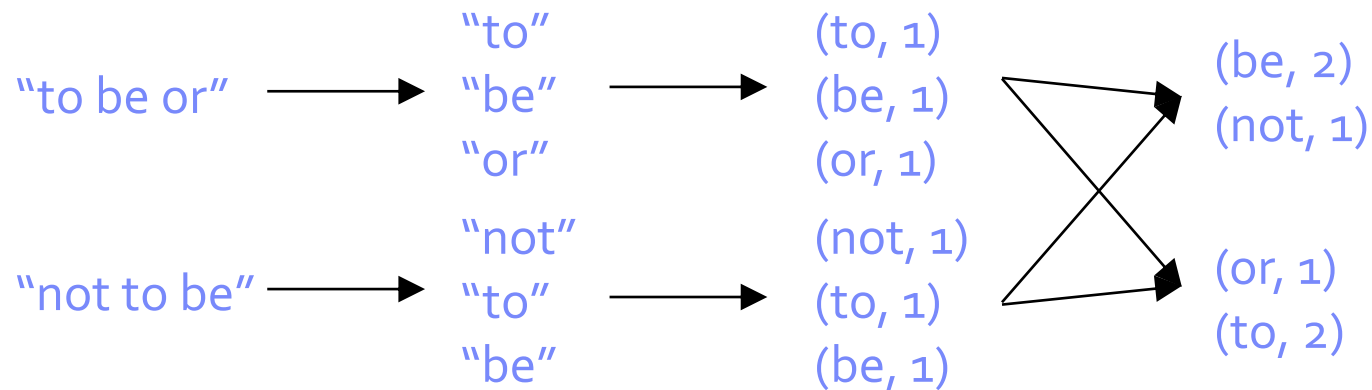 “to be or”
“to”
“be”
“or”
(to, 1)
(be, 1)
(or, 1)
(be, 2)
(not, 1)
“not to be”
“not”
“to”
“be”
(not, 1)
(to, 1)
(be, 1)
(or, 1)
(to, 2)